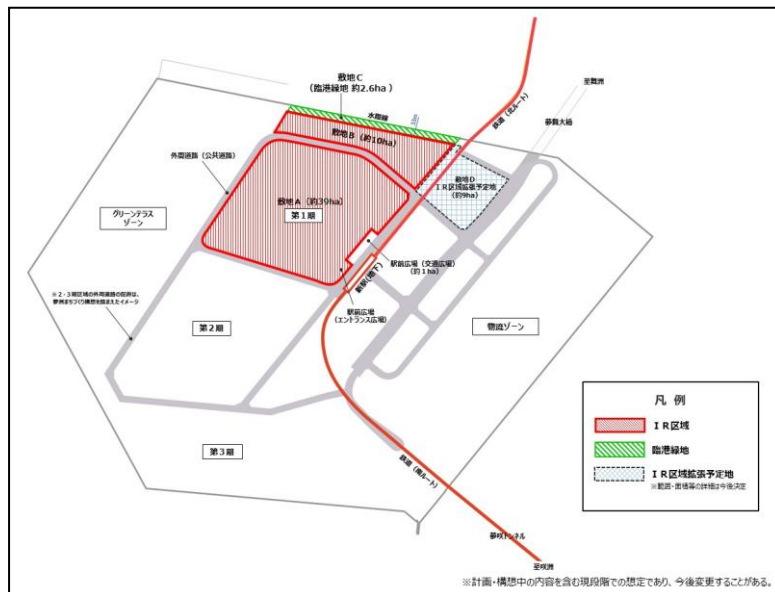 敷地C
(臨港緑地 約2.6ha )
水際線
敷地B (約10ha)
鉄道(北ルート)
至舞洲
夢舞大橋
外周道路(公共道路)
敷地A (約39ha)
第1期
敷地D
IR区域拡張予定地
(約9ha)
グリーンテラス
ゾーン
駅前広場(交通広場)
(約1ha)
新駅(地下)
駅前広場
(エントランス広場)
※2・3期区域の外周道路の配置は、
夢洲まちづくり構想を踏まえたイメージ
第2期
物流ゾーン
第3期
鉄道(南ルート)
夢咲トンネル
至咲洲
凡 例
IR区域
臨港緑地
IR区域拡張予定地
※範囲・面積等の詳細は今後決定
※計画・構想中の内容を含む現段階での想定であり、今後変更することがある。